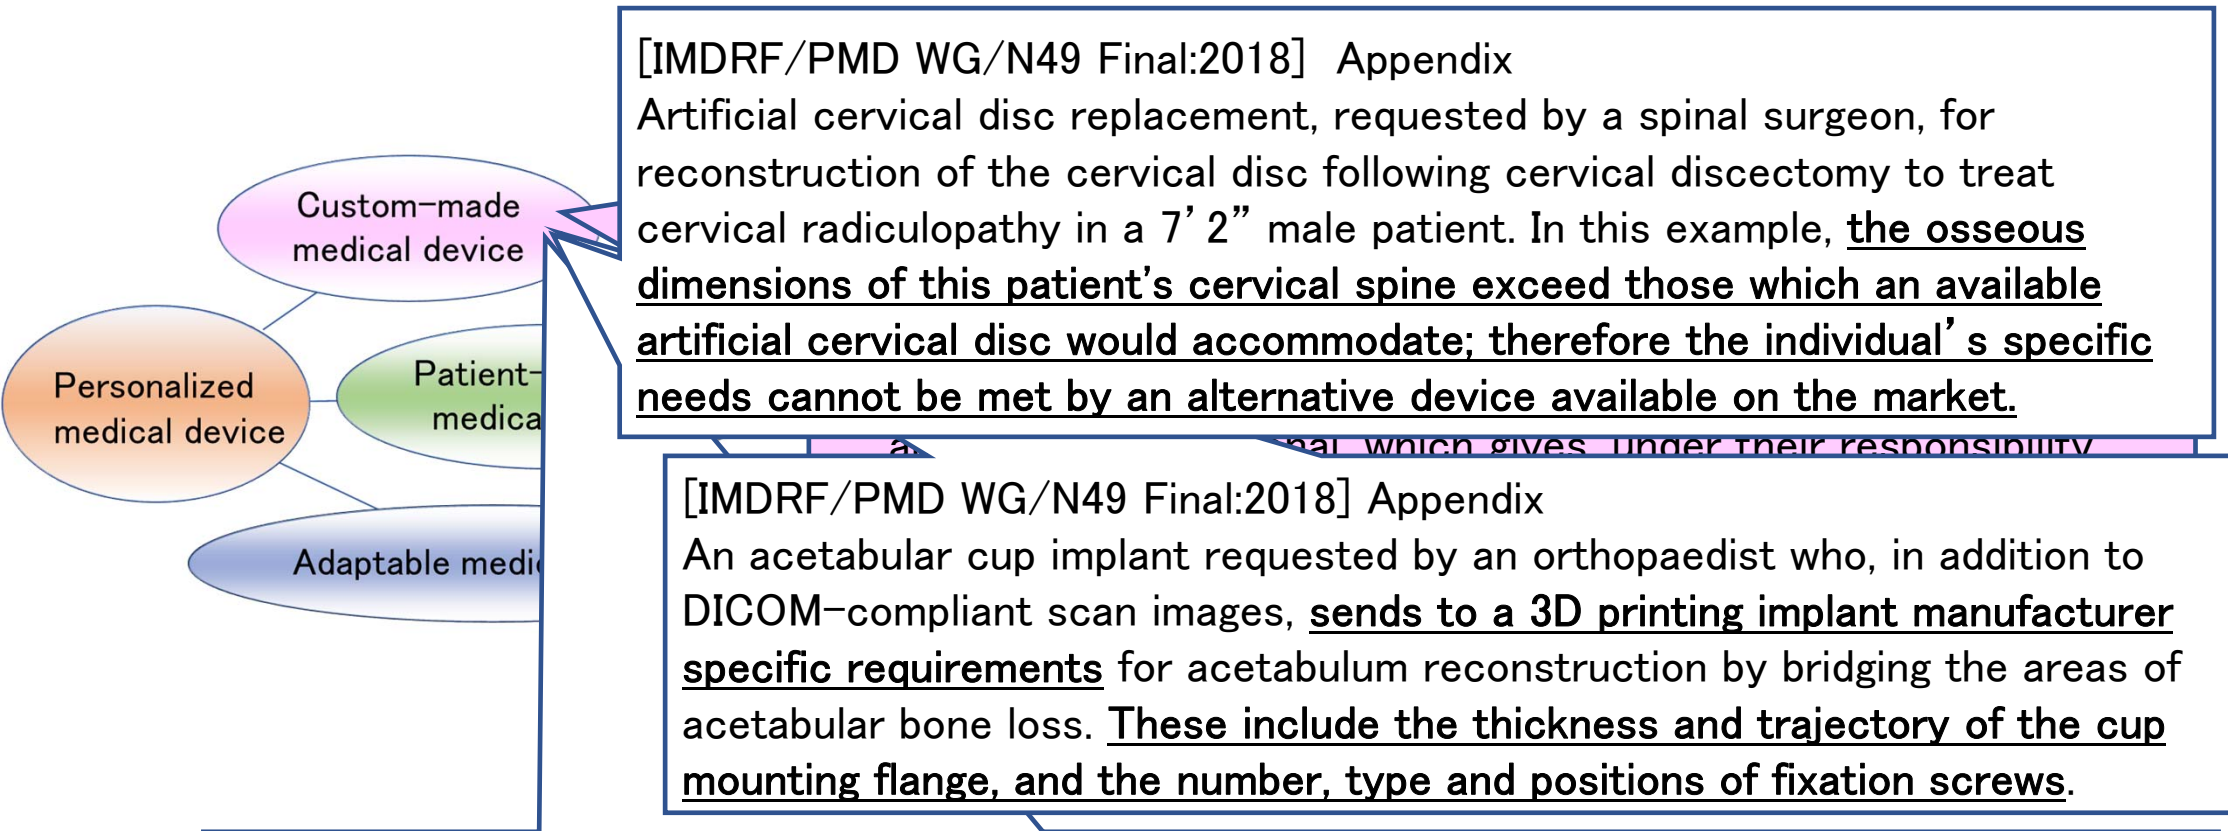 [IMDRF/PMD WG/N49 Final:2018] Appendix
Artificial cervical disc replacement, requested by a spinal surgeon, for
reconstruction of the cervical disc following cervical discectomy to treat
cervical radiculopathy in a 7’2” male patient. In this example, the osseous
dimensions of this patient's cervical spine exceed those which an available
artificial cervical disc would accommodate; therefore the individual’s specific
needs cannot be met by an alternative device available on the market.
Custom-made
medical device
Personalized
medical device
Patient-
medica
Adaptable medi
which gives, under their responsibility
[IMDRF/PMD WG/N49 Final:2018] Appendix
An acetabular cup implant requested by an orthopaedist who, in addition to
DICOM-compliant scan images, sends to a 3D printing implant manufacturer
specific requirements for acetabulum reconstruction by bridging the areas of
acetabular bone loss. These include the thickness and trajectory of the cup
mounting flange, and the number, type and positions of fixation screws.